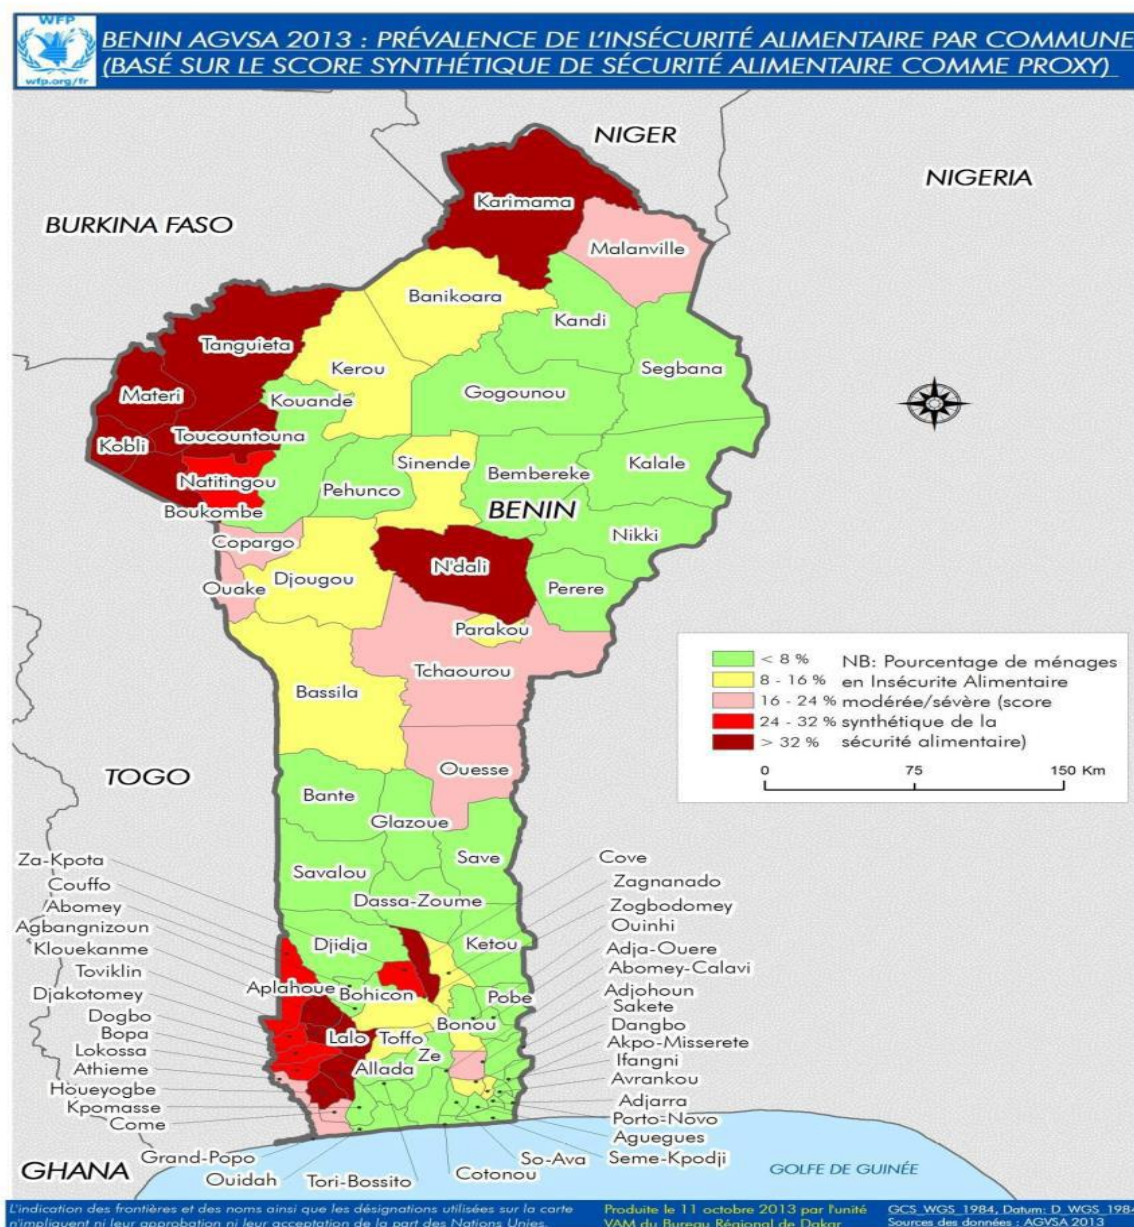 WFP
wfp.org/fr
BENIN AGVSA 2013 : PRÉVALENCE DE L'INSÉCURITÉ ALIMENTAIRE PAR COMMUNE
(BASÉ SUR LE SCORE SYNTHÉTIQUE DE SÉCURITÉ ALIMENTAIRE COMME PROXY)
NIGER
NIGERIA
BURKINA FASO
Karimama
Malanville
Banikoara
Kandi
Tanguieta
Kerou
Segbana
Materi
Kouande
Gogounou
Kobli
Toucountouna
Sinende
Kalale
Natitingou
Pehunco
Bembereke
Boukombe
BENIN
Copargo
Nikki
Ouake
Djougou
N'dali
Perere
Parakou
Tchaourou
Bassila
< 8 %
8 - 16 %
16 - 24 %
24 - 32 %
> 32 %
NB: Pourcentage de ménages
en Insécurite Alimentaire
modérée/sévère (score
synthétique de la
sécurité alimentaire)
0 75 150 Km
TOGO
Ouesse
Bante
Glazoue
Savalou
Save
Dassa-Zoume
Djidja
Ketou
Aplahoue
Bohicon
Pobe
Lalo
Toffo
Bonou
Ze
Allada
Za-Kpota
Couffo
Abomey
Agbangnizoun
Klouekanme
Toviklin
Djakotomey
Dogbo
Bopa
Lokossa
Athieme
Houeyogbe
Kpomasse
Come
Grand-Popo
Ouidah
Tori-Bossito
Cotonou
So-Ava
Cove
Zagnanado
Zogbodomey
Ouinhi
Adja-Ouere
Abomey-Calavi
Adjohoun
Sakete
Dangbo
Akpo-Misserete
Ifangni
Avrankou
Adjarra
Porto-Novo
Aguegues
Seme-Kpodji
GHANA
GOLFE DE GUINÉE
L'indication des frontières et des noms ainsi que les désignations utilisées sur la carte
n'impliquent ni leur approbation ni leur acceptation de la part des Nations Unies.
Produite le 11 octobre 2013 par l'unité
VAM du Bureau Régional de Dakar
GCS_WGS_1984, Datum: D_WGS_1984
Sources des données : AGVSA 2013